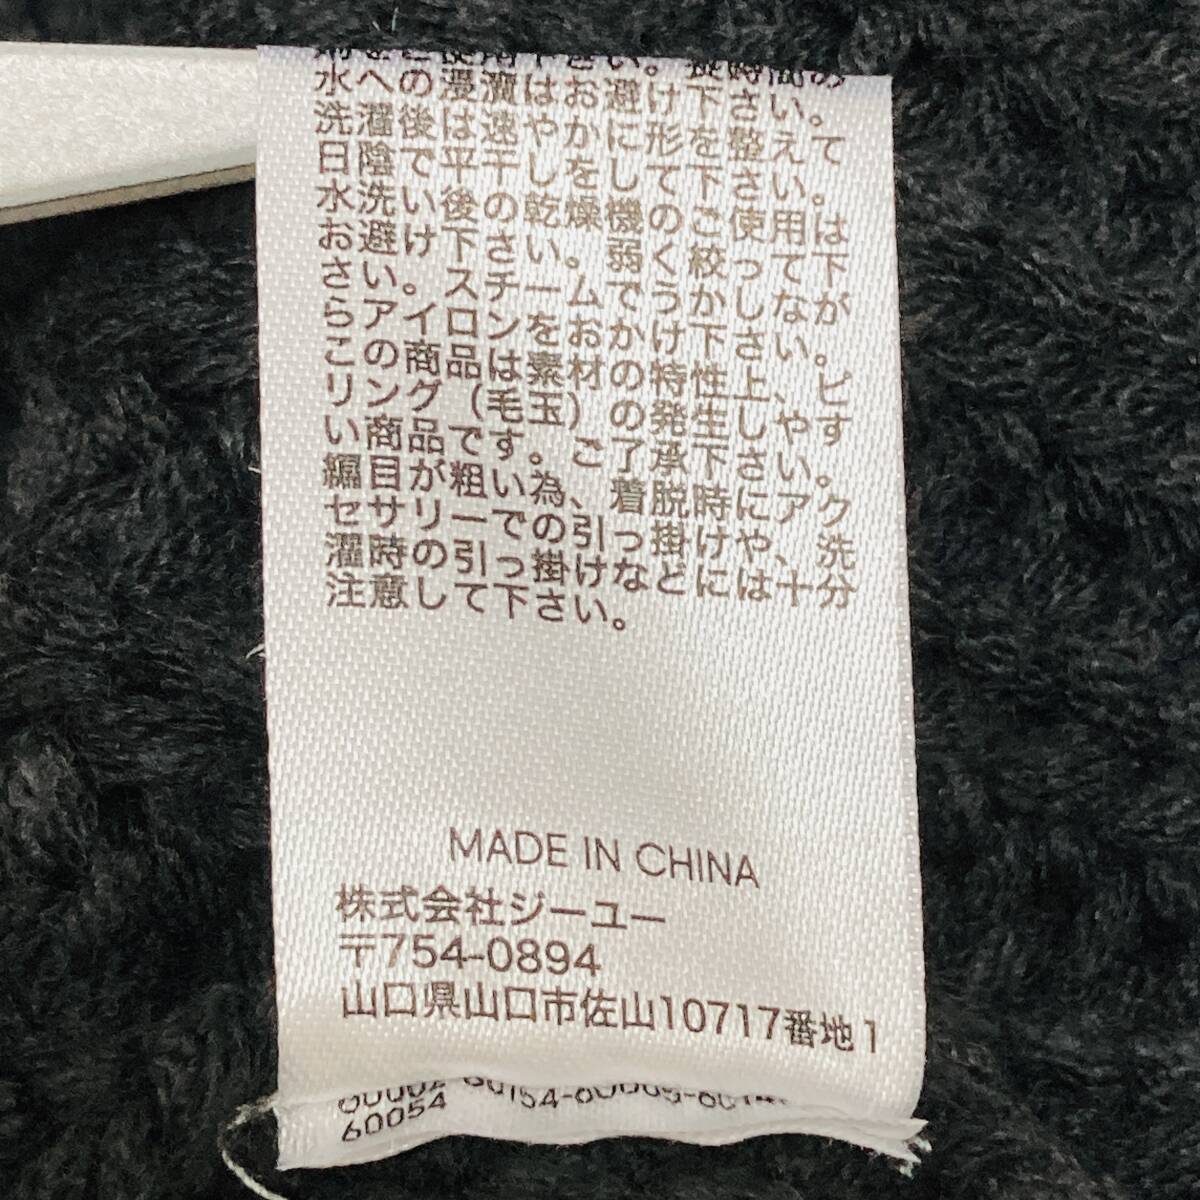 水への浸漬はお避け下さい。
洗濯後は速やかに形を整えて
日陰で平干しをして下さい。
水洗い後の乾燥機のご使用は
お避け下さい。弱く絞って下
さい。スチームでうかしなが
らアイロンをおかけ下さい。
この商品は素材の特性上、ピ
リング(毛玉)の発生しやす
い商品です。ご了承下さい。
編目が粗い為、着脱時にアク
セサリーでの引っ掛けや、洗
濯時の引っ掛けなどには十分
注意して下さい。
MADE IN CHINA
株式会社ジーユー
〒754-0894
山口県山口市佐山10717番地1
60054